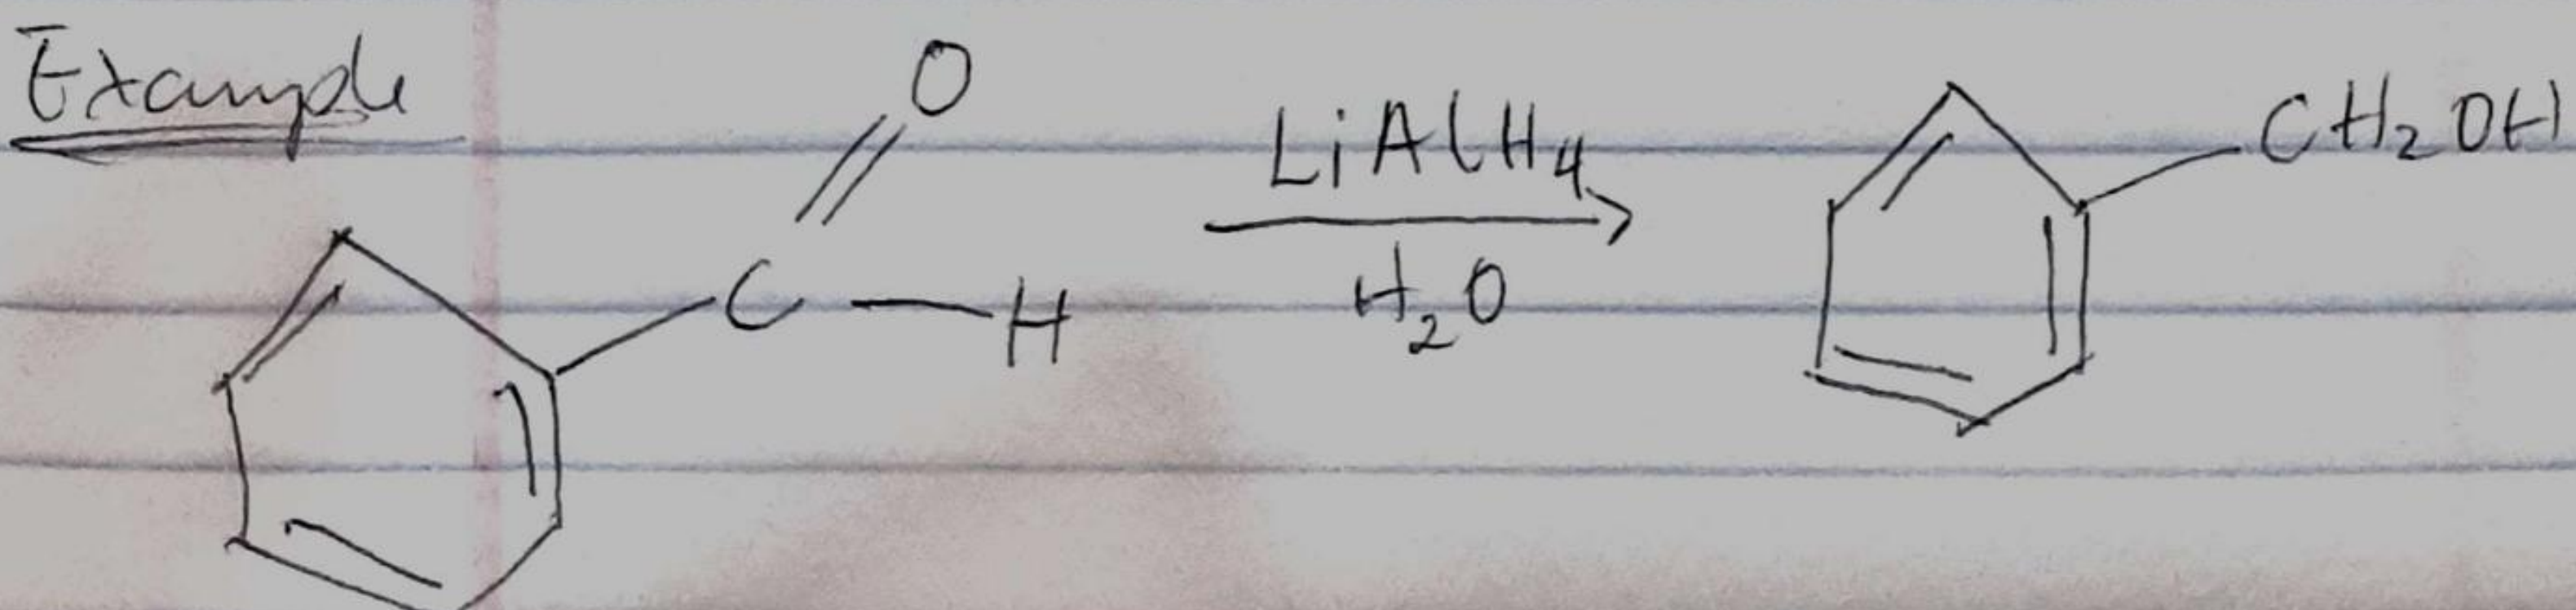 Example
O
C — H
LiAlH₄
H₂O
CH₂OH